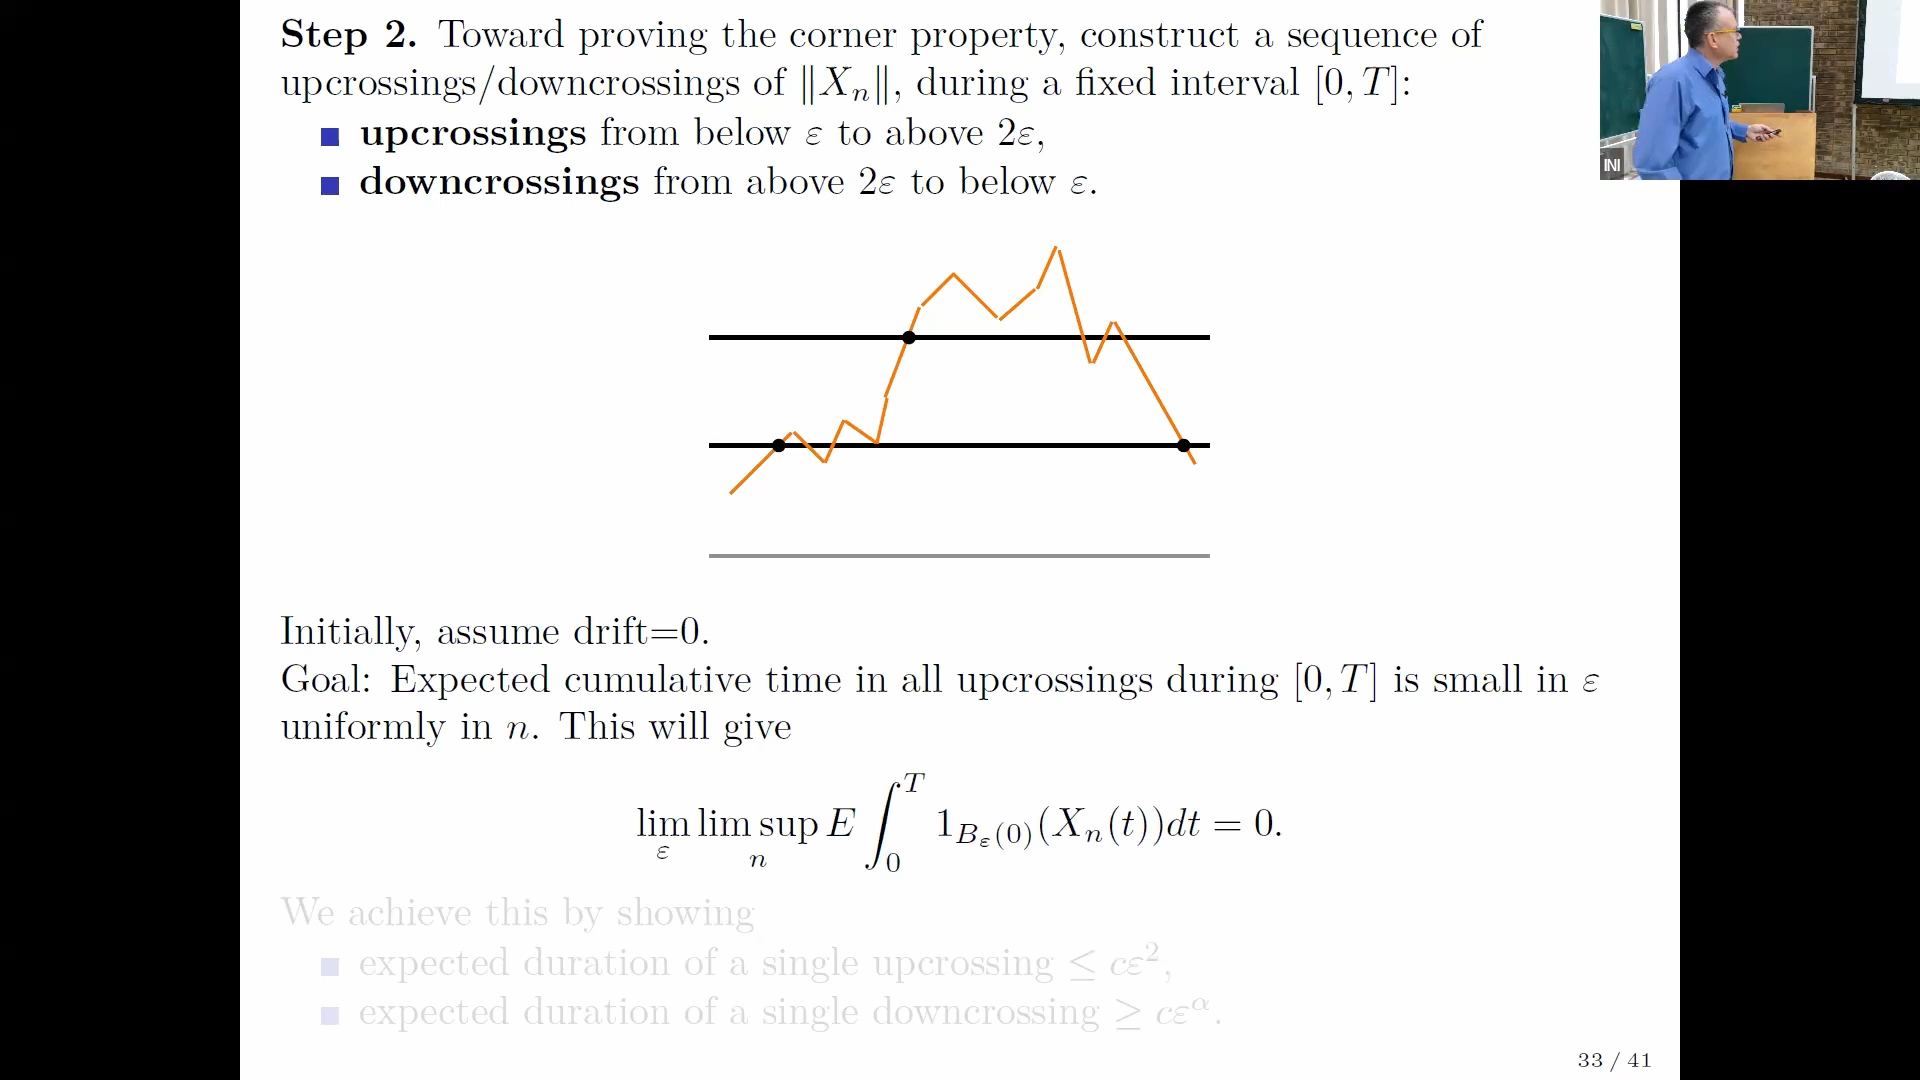 Step 2. Toward proving the corner property, construct a sequence of
upcrossings/downcrossings of ‖Xₙ‖, during a fixed interval [0, T]:
■ upcrossings from below ε to above 2ε,
■ downcrossings from above 2ε to below ε.
INI
Initially, assume drift=0.
Goal: Expected cumulative time in all upcrossings during [0, T] is small in ε
uniformly in n. This will give
lim_ε lim sup_n E ∫_0^T 1_{B_ε(0)}(X_n(t))dt = 0.
We achieve this by showing
■ expected duration of a single upcrossing ≤ cε²,
■ expected duration of a single downcrossing ≥ cε^α.
33 / 41